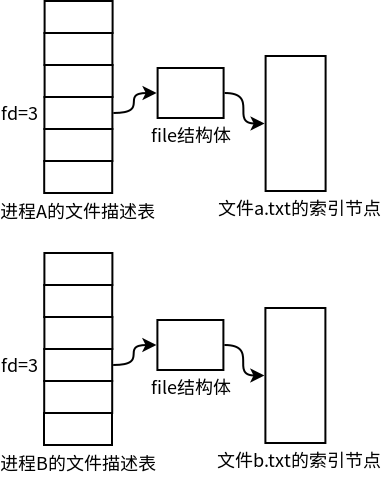 fd=3
file结构体
进程A的文件描述表
文件a.txt的索引节点
fd=3
file结构体
进程B的文件描述表
文件b.txt的索引节点